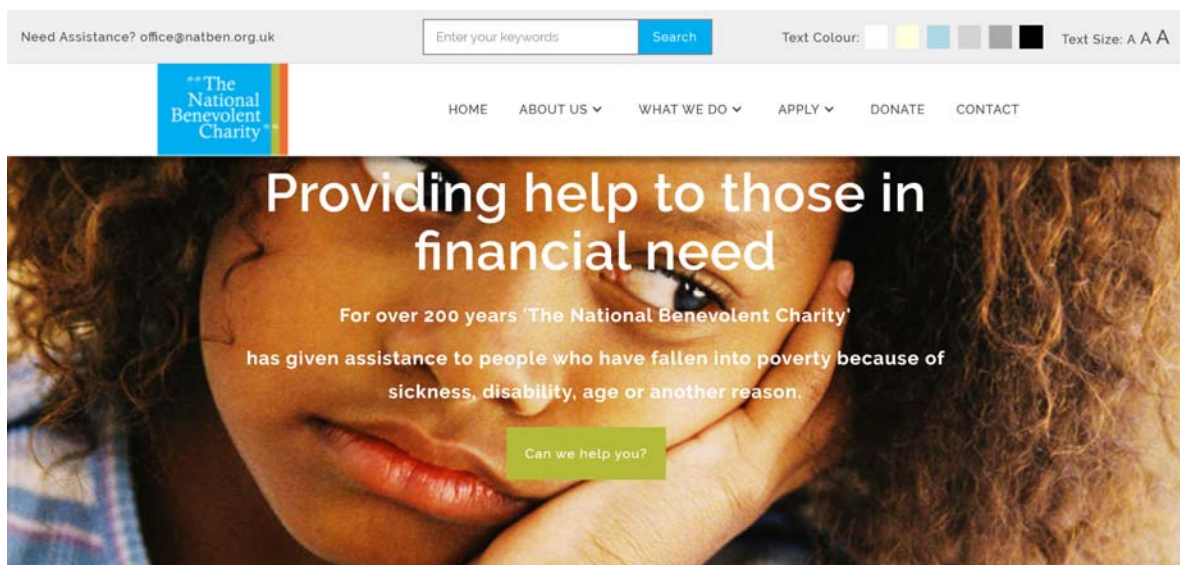 Need Assistance? office@natben.org.uk
Enter your keywords
Search
Text Colour:
Text Size: A A A
The
National
Benevolent
Charity
HOME
ABOUT US
WHAT WE DO
APPLY
DONATE
CONTACT
Providing help to those in
financial need
For over 200 years 'The National Benevolent Charity'
has given assistance to people who have fallen into poverty because of
sickness, disability, age or another reason.
Can we help you?